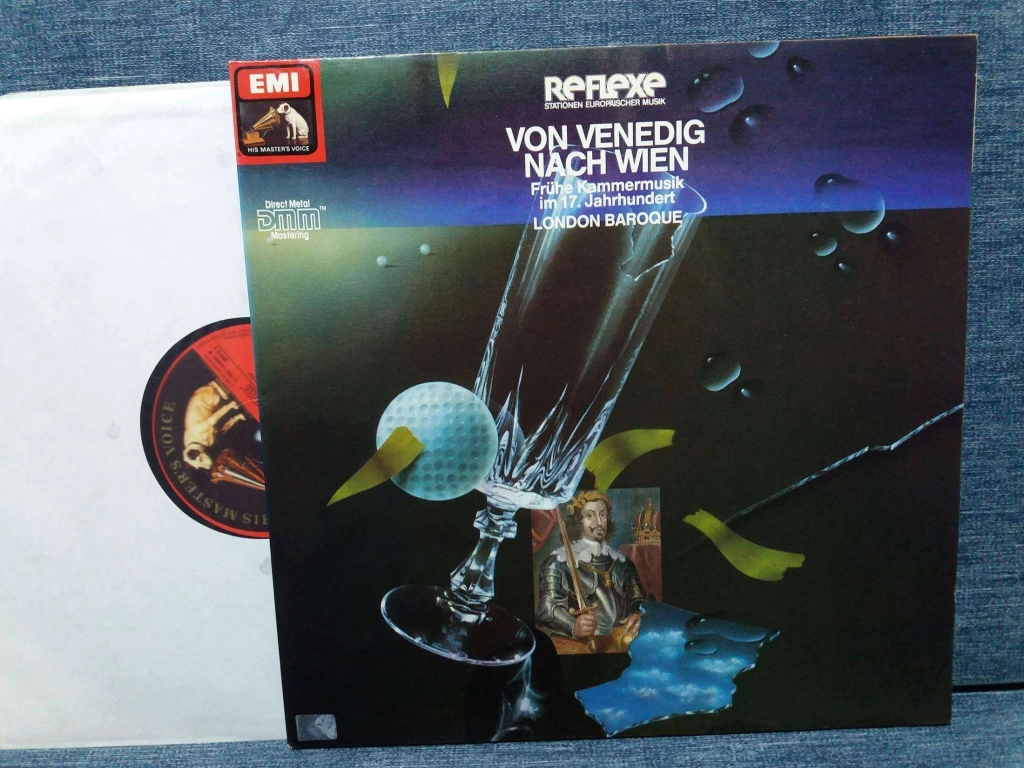 EMI
HIS MASTER'S VOICE
REFLEXE
STATIONEN EUROPÄISCHER MUSIK
VON VENEDIG
NACH WIEN
Frühe Kammermusik
im 17. Jahrhundert
LONDON BAROQUE
Direct Metal
DMM™
Mastering
HIS MASTER'S VOICE